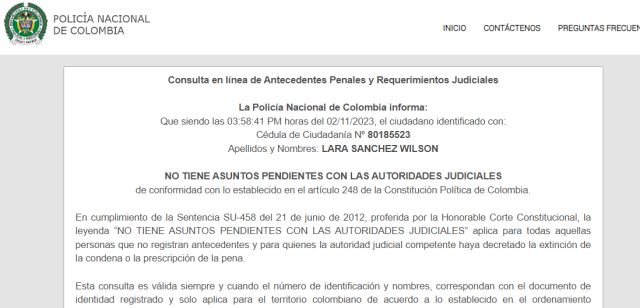 POLICÍA NACIONAL
DE COLOMBIA
INICIO CONTÁCTENOS PREGUNTAS FRECUEN
Consulta en línea de Antecedentes Penales y Requerimientos Judiciales
La Policía Nacional de Colombia informa:
Que siendo las 03:58:41 PM horas del 02/11/2023, el ciudadano identificado con:
Cédula de Ciudadanía Nº 80185523
Apellidos y Nombres: LARA SANCHEZ WILSON
NO TIENE ASUNTOS PENDIENTES CON LAS AUTORIDADES JUDICIALES
de conformidad con lo establecido en el artículo 248 de la Constitución Política de Colombia.
En cumplimiento de la Sentencia SU-458 del 21 de junio de 2012, proferida por la Honorable Corte Constitucional, la
leyenda “NO TIENE ASUNTOS PENDIENTES CON LAS AUTORIDADES JUDICIALES” aplica para todas aquellas
personas que no registran antecedentes y para quienes la autoridad judicial competente haya decretado la extinción de
la condena o la prescripción de la pena.
Esta consulta es válida siempre y cuando el número de identificación y nombres, correspondan con el documento de
identidad registrado y solo aplica para el territorio colombiano de acuerdo a lo establecido en el ordenamiento